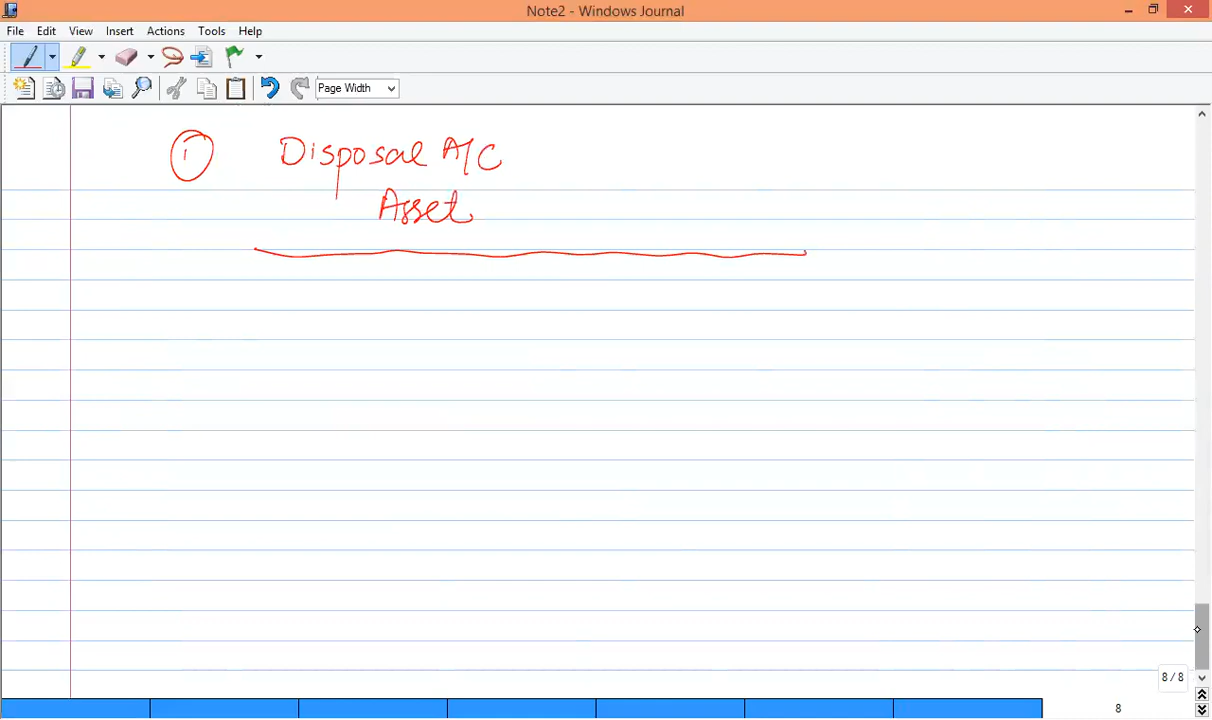 Note2 - Windows Journal
File Edit View Insert Actions Tools Help
Page Width
1 Disposal A/C
Asset
8 / 8
8